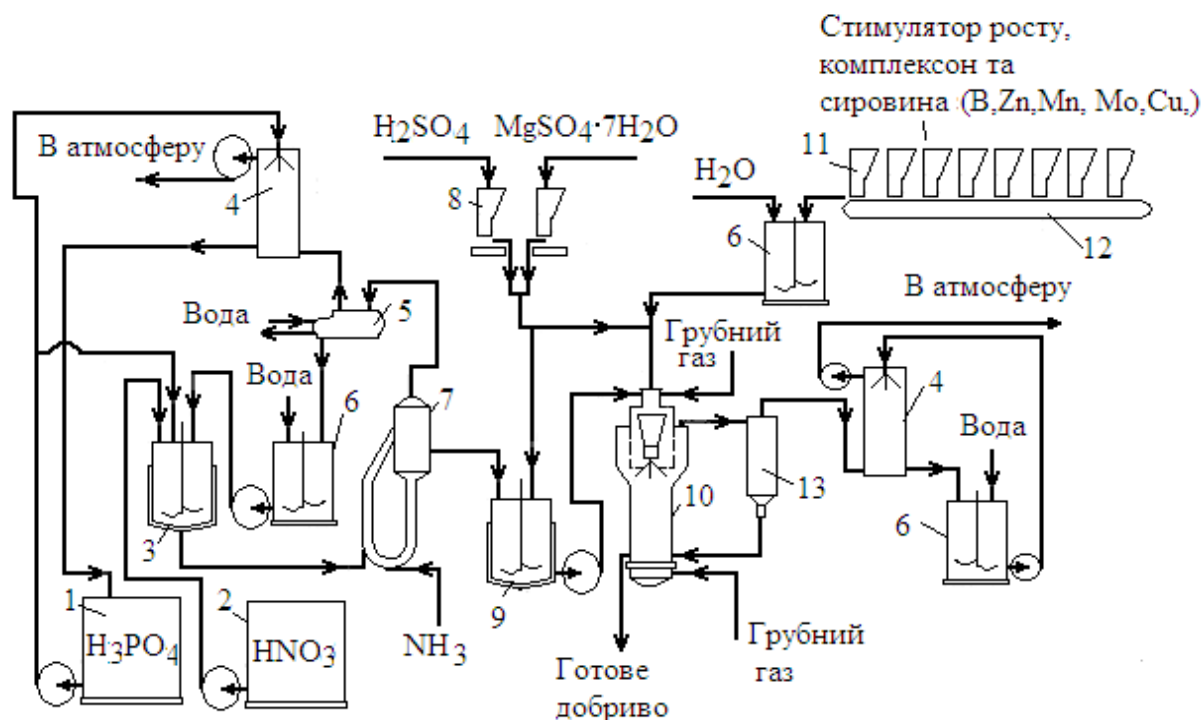 Стимулятор росту,
комплексон та
сировина (B,Zn,Mn, Mo,Cu,)
H2SO4
MgSO4·7H2O
В атмосферу
4
8
H2O
11
6
12
В атмосферу
Вода
5
Грубний
газ
Вода
6
7
4
Вода
13
10
6
3
9
1
H3PO4
2
HNO3
NH3
Готове
добриво
Грубний
газ